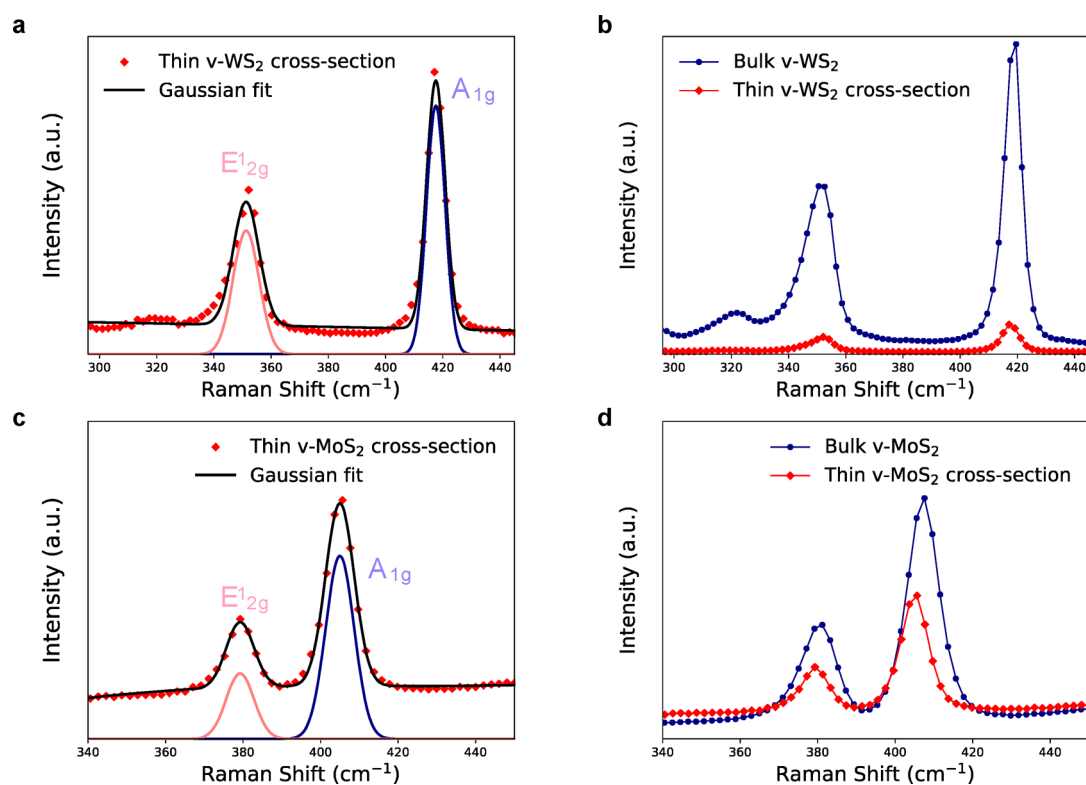 a
Thin v-WS₂ cross-section
Gaussian fit
E¹₂g
A₁g
Intensity (a.u.)
300 320 340 360 380 400 420 440
Raman Shift (cm⁻¹)
b
Bulk v-WS₂
Thin v-WS₂ cross-section
Intensity (a.u.)
300 320 340 360 380 400 420 440
Raman Shift (cm⁻¹)
c
Thin v-MoS₂ cross-section
Gaussian fit
E¹₂g
A₁g
Intensity (a.u.)
340 360 380 400 420 440
Raman Shift (cm⁻¹)
d
Bulk v-MoS₂
Thin v-MoS₂ cross-section
Intensity (a.u.)
340 360 380 400 420 440
Raman Shift (cm⁻¹)